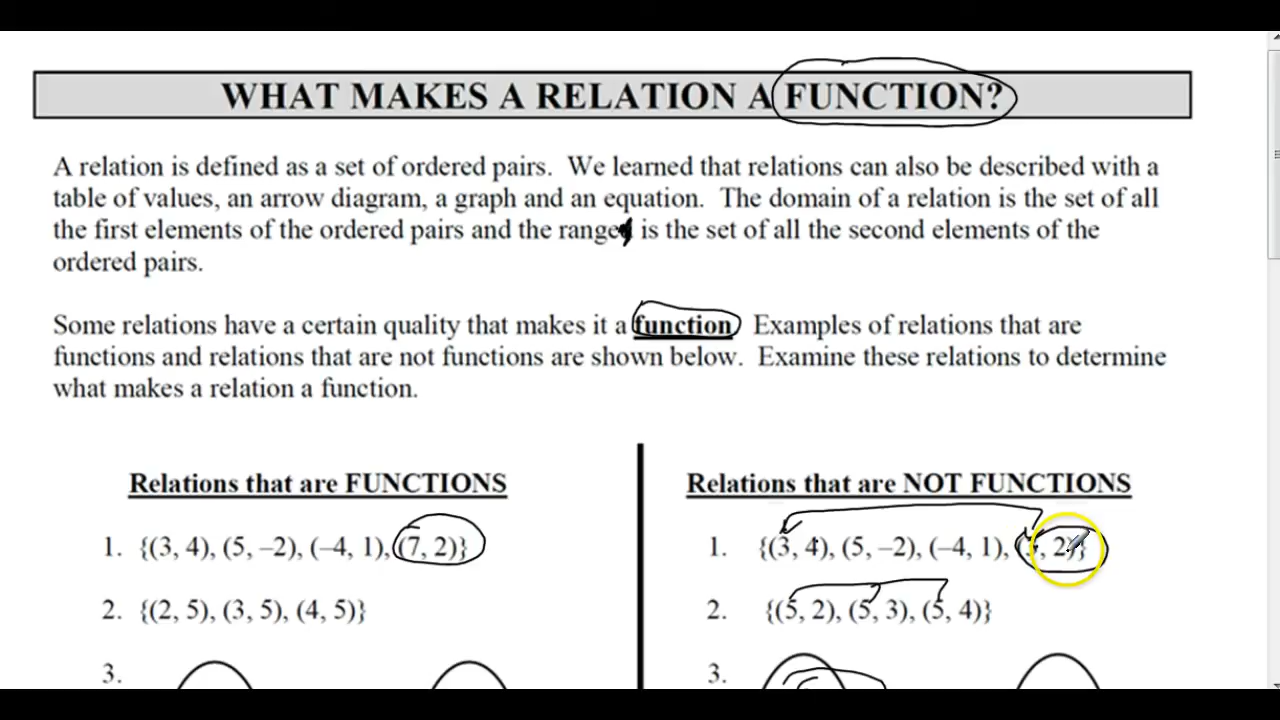 WHAT MAKES A RELATION A FUNCTION?
A relation is defined as a set of ordered pairs. We learned that relations can also be described with a
table of values, an arrow diagram, a graph and an equation. The domain of a relation is the set of all
the first elements of the ordered pairs and the range is the set of all the second elements of the
ordered pairs.
Some relations have a certain quality that makes it a function. Examples of relations that are
functions and relations that are not functions are shown below. Examine these relations to determine
what makes a relation a function.
Relations that are FUNCTIONS
1. {(3, 4), (5, –2), (–4, 1), (7, 2)}
2. {(2, 5), (3, 5), (4, 5)}
3.
Relations that are NOT FUNCTIONS
1. {(3, 4), (5, –2), (–4, 1), (3, 2)}
2. {(5, 2), (5, 3), (5, 4)}
3.